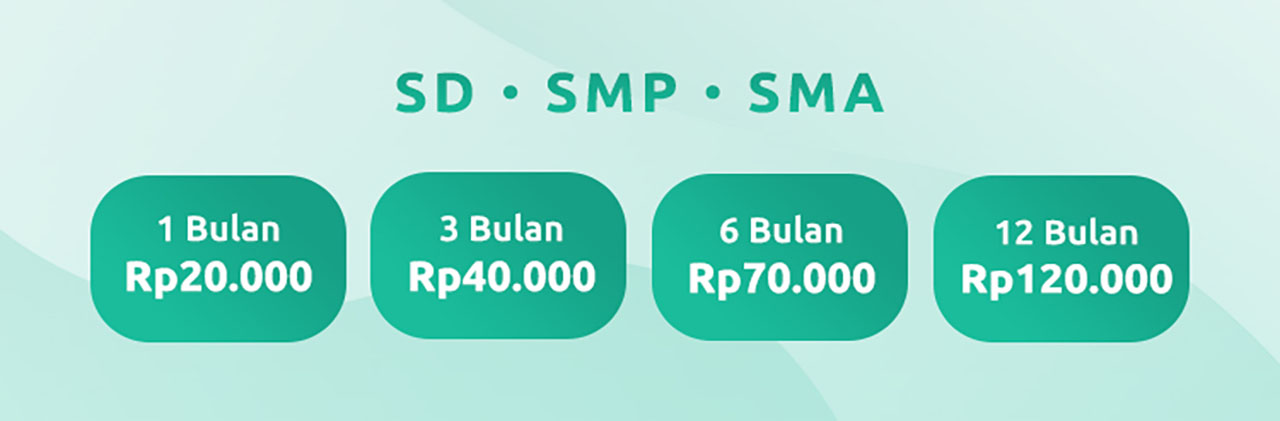 SD • SMP • SMA
1 Bulan
Rp20.000
3 Bulan
Rp40.000
6 Bulan
Rp70.000
12 Bulan
Rp120.000